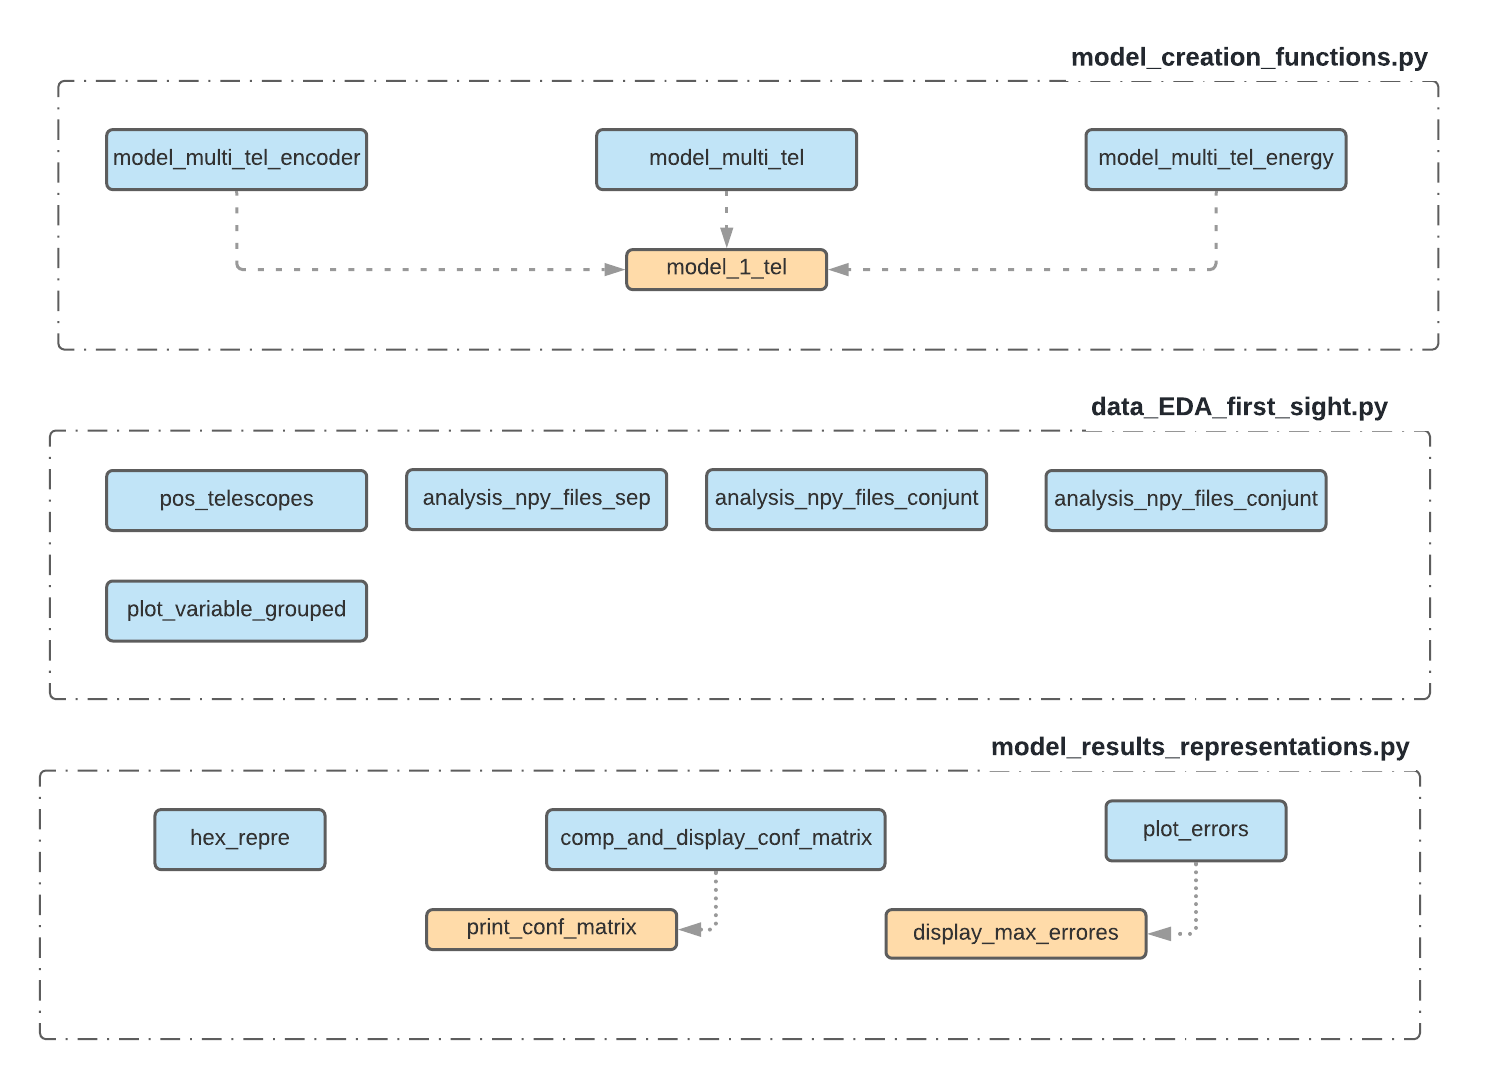 model_creation_functions.py
model_multi_tel_encoder
model_multi_tel
model_multi_tel_energy
model_1_tel
data_EDA_first_sight.py
pos_telescopes
analysis_npy_files_sep
analysis_npy_files_conjunt
analysis_npy_files_conjunt
plot_variable_grouped
model_results_representations.py
hex_repre
comp_and_display_conf_matrix
plot_errors
print_conf_matrix
display_max_errores